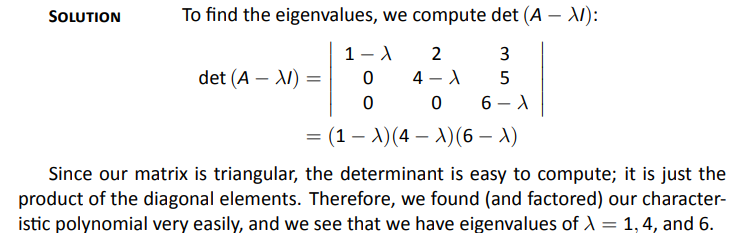 SOLUTION To find the eigenvalues, we compute det (A − λI):
det (A − λI) = | 1 − λ 2 3 |
| 0 4 − λ 5 |
| 0 0 6 − λ |
= (1 − λ)(4 − λ)(6 − λ)
Since our matrix is triangular, the determinant is easy to compute; it is just the
product of the diagonal elements. Therefore, we found (and factored) our character-
istic polynomial very easily, and we see that we have eigenvalues of λ = 1, 4, and 6.